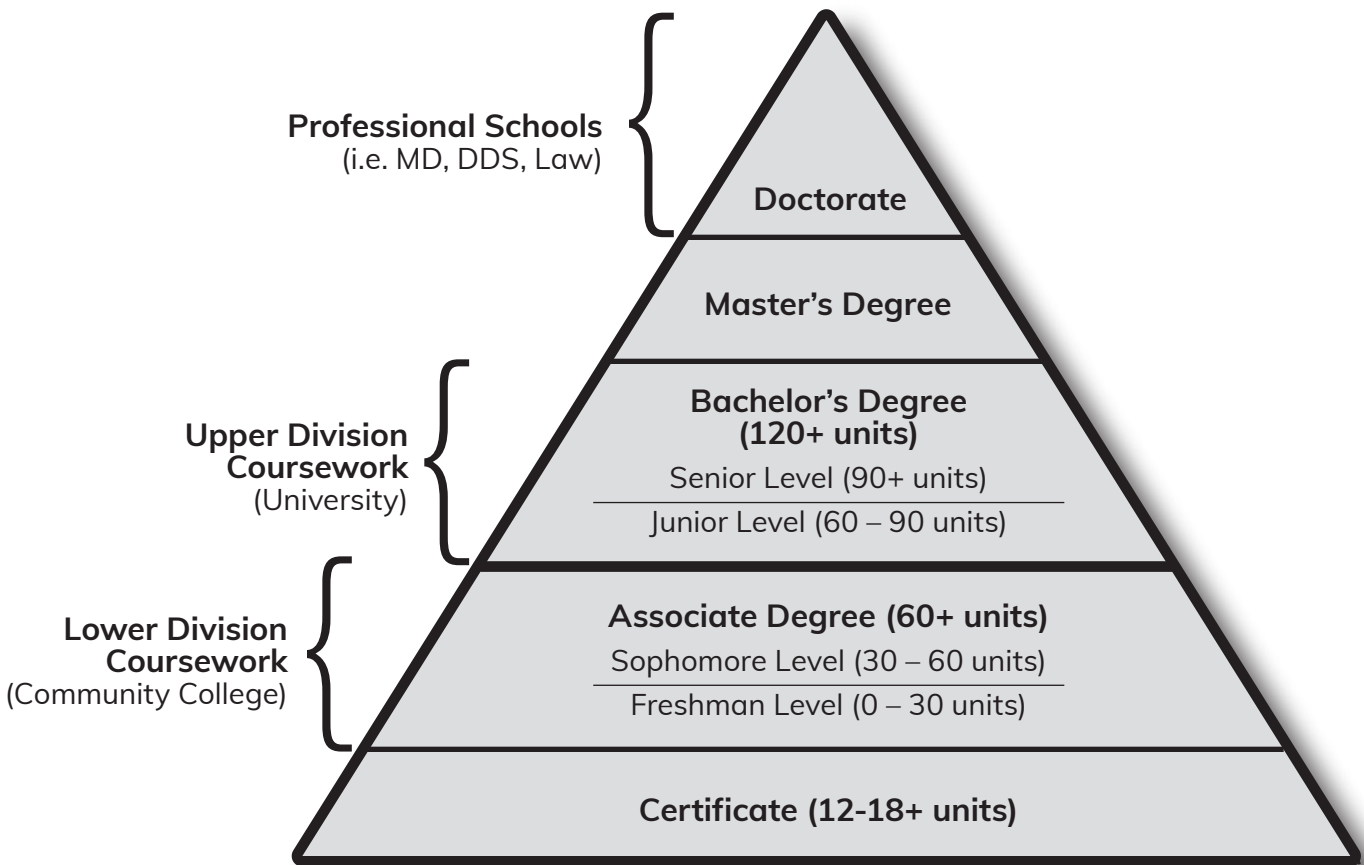 Professional Schools
(i.e. MD, DDS, Law)
Doctorate
Master’s Degree
Bachelor’s Degree
(120+ units)
Senior Level (90+ units)
Junior Level (60 – 90 units)
Upper Division
Coursework
(University)
Associate Degree (60+ units)
Sophomore Level (30 – 60 units)
Freshman Level (0 – 30 units)
Lower Division
Coursework
(Community College)
Certificate (12-18+ units)